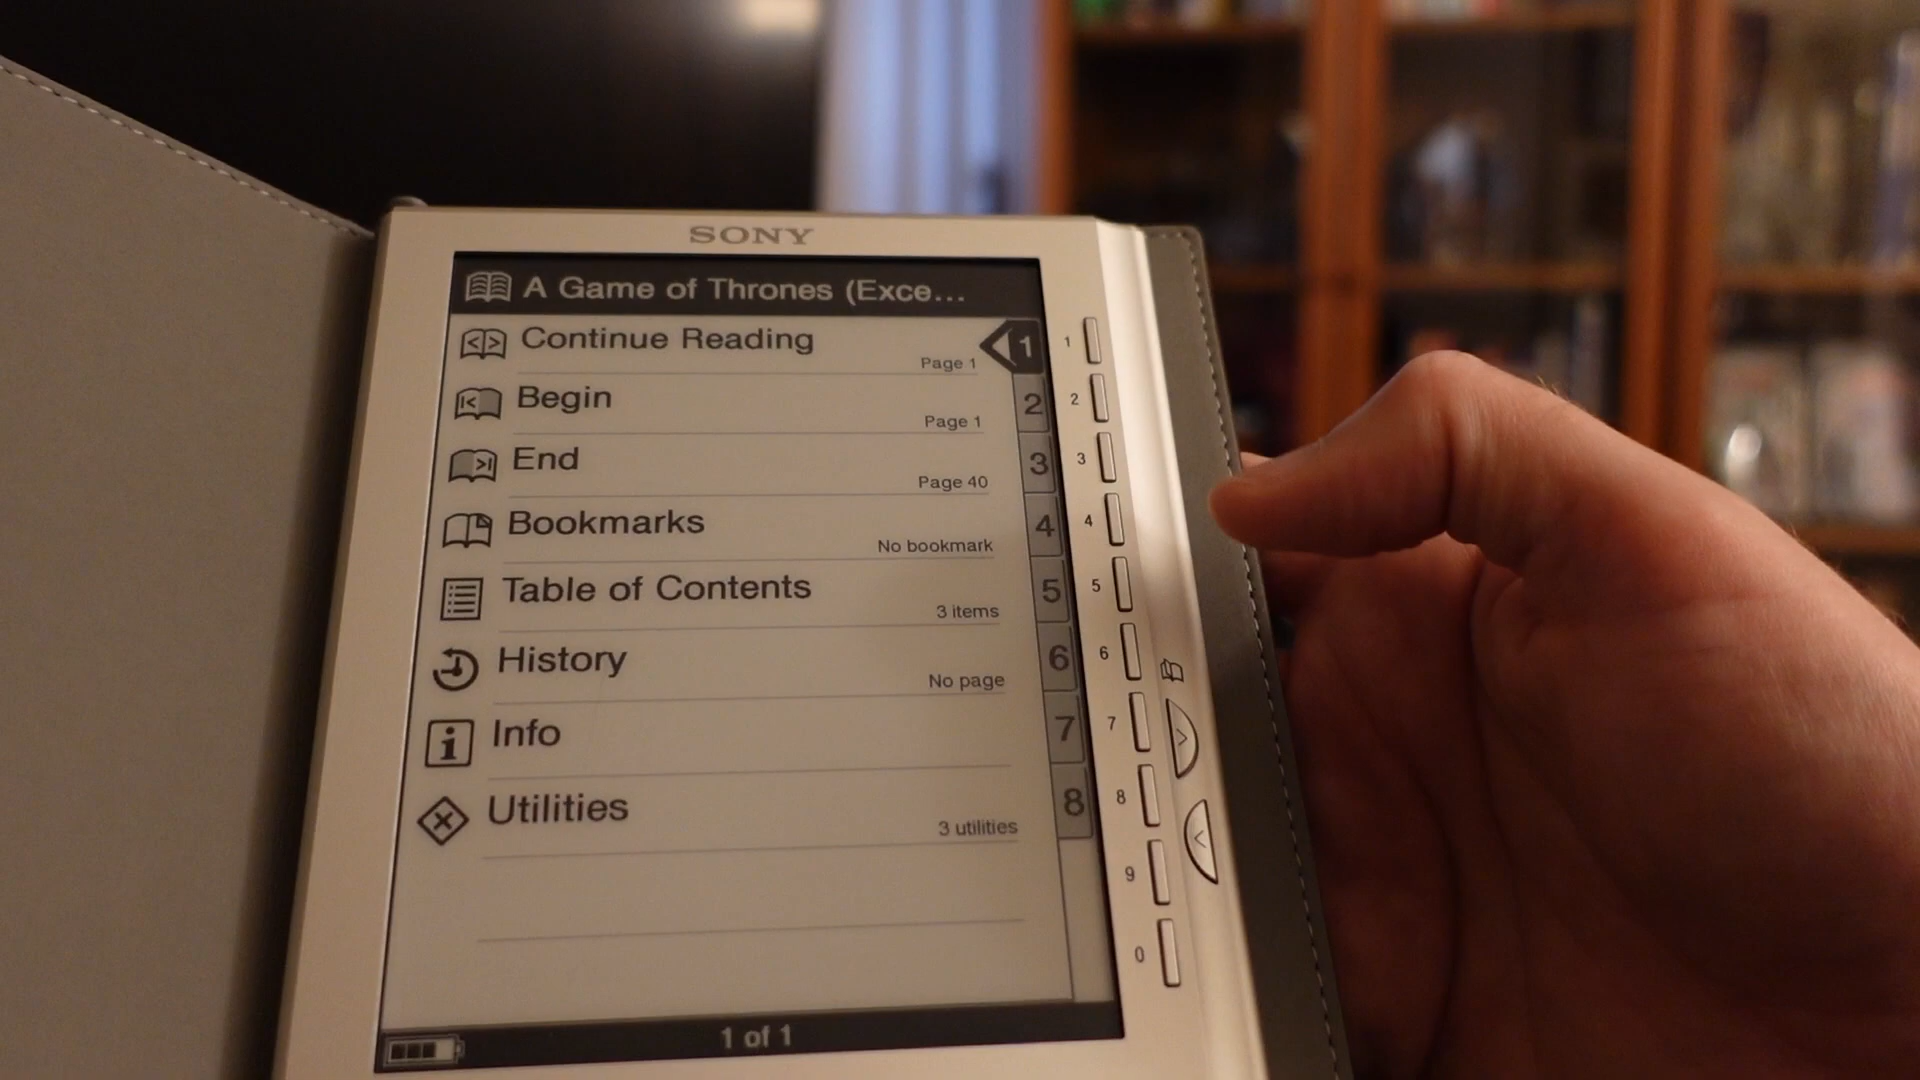 SONY
A Game of Thrones (Exce...
Continue Reading
Page 1
1
1
Begin
Page 1
2
2
End
Page 40
3
3
Bookmarks
No bookmark
4
4
Table of Contents
3 items
5
5
History
No page
6
6
Info
7
7
Utilities
3 utilities
8
8
9
0
1 of 1